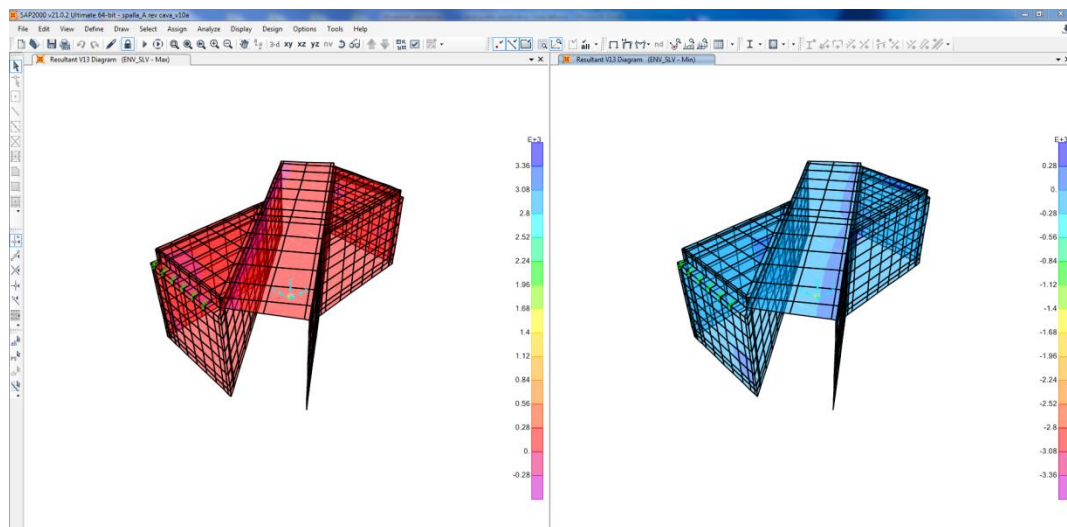 SAP2000 v21.0.2 Ultimate 64-bit - spalla_A rev cava_v10a
File Edit View Define Draw Select Assign Analyze Display Design Options Tools Help
3-d xy xz yz nv
all
nd
Resultant V13 Diagram (ENV_SLV - Max)
Resultant V13 Diagram (ENV_SLV - Min)
E+3
3.36
3.08
2.8
2.52
2.24
1.96
1.68
1.4
1.12
0.84
0.56
0.28
0.
-0.28
E+3
0.28
0.
-0.28
-0.56
-0.84
-1.12
-1.4
-1.68
-1.96
-2.24
-2.52
-2.8
-3.08
-3.36
all